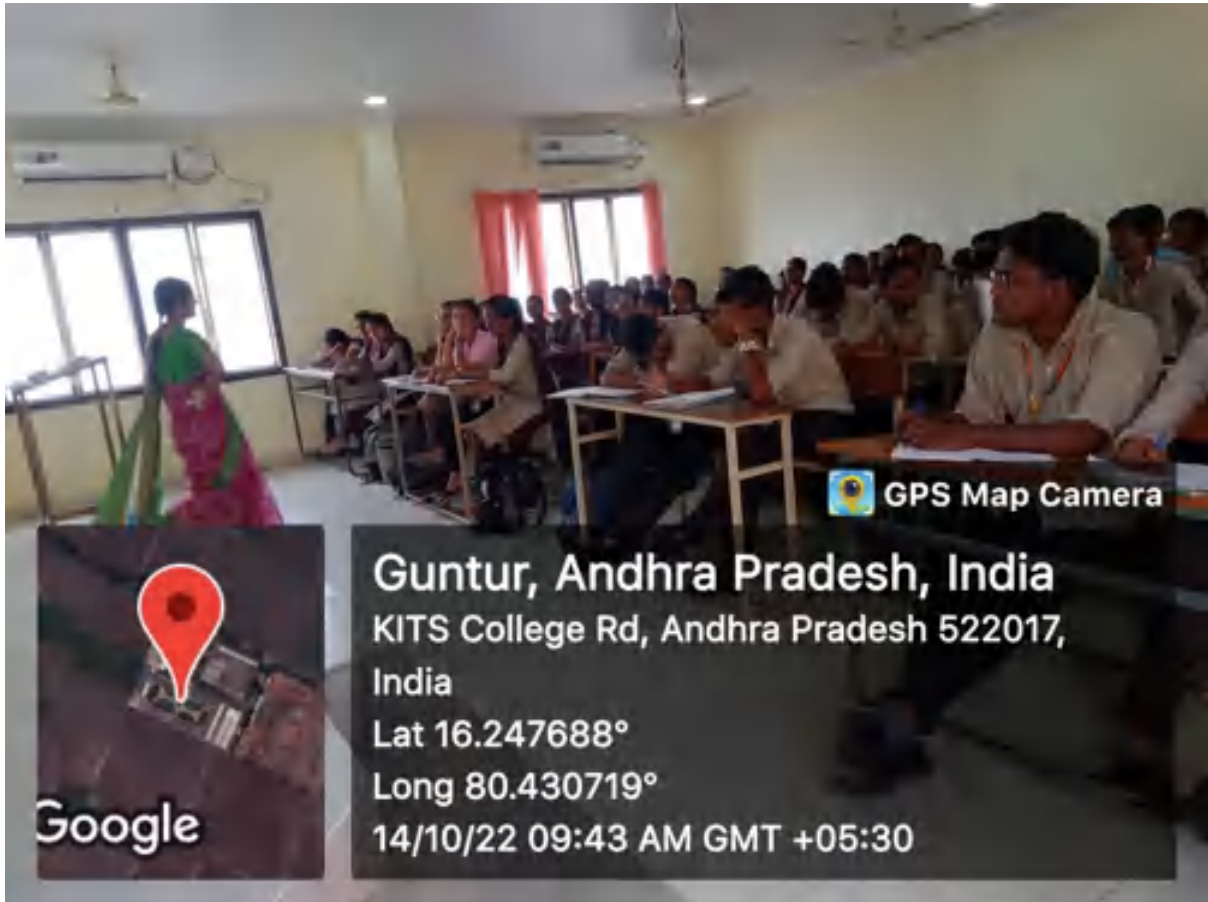 GPS Map Camera
Guntur, Andhra Pradesh, India
KITS College Rd, Andhra Pradesh 522017,
India
Lat 16.247688°
Long 80.430719°
14/10/22 09:43 AM GMT +05:30
Google